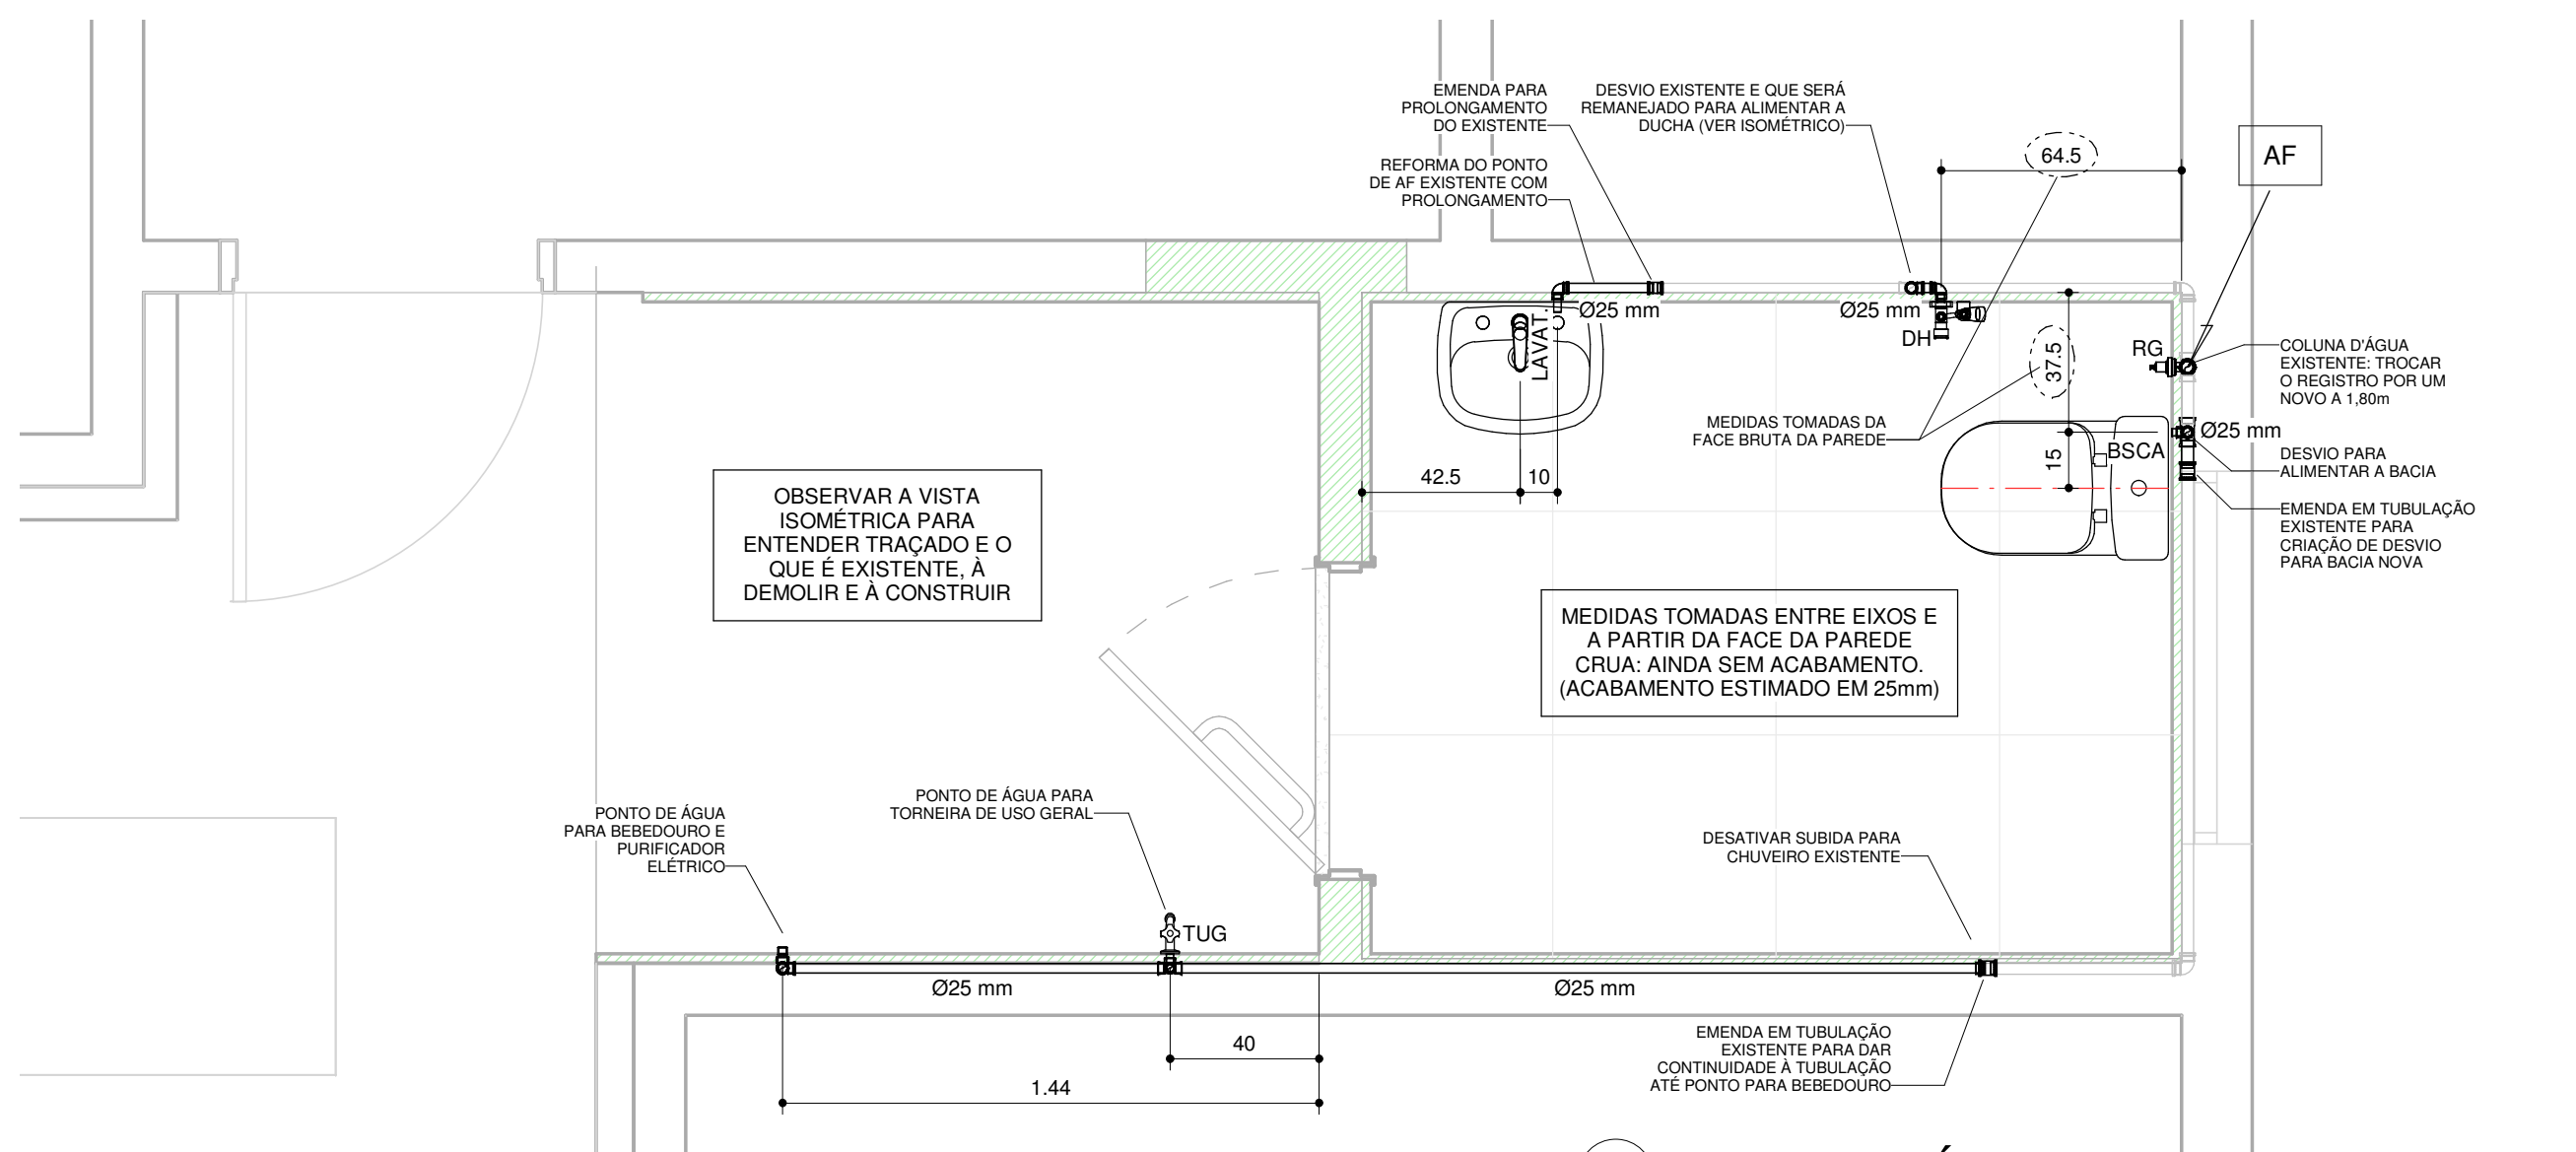 EMENDA PARA
PROLONGAMENTO
DO EXISTENTE
DESVIO EXISTENTE E QUE SERÁ
REMANEJADO PARA ALIMENTAR A
DUCHA (VER ISOMÉTRICO)
REFORMA DO PONTO
DE AF EXISTENTE COM
PROLONGAMENTO
64.5
AF
Ø25 mm
Ø25 mm
LAVAT.
DH
RG
37.5
COLUNA D'ÁGUA
EXISTENTE: TROCAR
O REGISTRO POR UM
NOVO A 1,80m
MEDIDAS TOMADAS DA
FACE BRUTA DA PAREDE
Ø25 mm
BSCA
15
DESVIO PARA
ALIMENTAR A BACIA
42.5
10
EMENDA EM TUBULAÇÃO
EXISTENTE PARA
CRIAÇÃO DE DESVIO
PARA BACIA NOVA
OBSERVAR A VISTA
ISOMÉTRICA PARA
ENTENDER TRAÇADO E O
QUE É EXISTENTE, À
DEMOLIR E À CONSTRUIR
MEDIDAS TOMADAS ENTRE EIXOS E
A PARTIR DA FACE DA PAREDE
CRUA: AINDA SEM ACABAMENTO.
(ACABAMENTO ESTIMADO EM 25mm)
PONTO DE ÁGUA
PARA BEBEDOURO E
PURIFICADOR
ELÉTRICO
PONTO DE ÁGUA PARA
TORNEIRA DE USO GERAL
DESATIVAR SUBIDA PARA
CHUVEIRO EXISTENTE
TUG
Ø25 mm
Ø25 mm
40
1.44
EMENDA EM TUBULAÇÃO
EXISTENTE PARA DAR
CONTINUIDADE À TUBULAÇÃO
ATÉ PONTO PARA BEBEDOURO